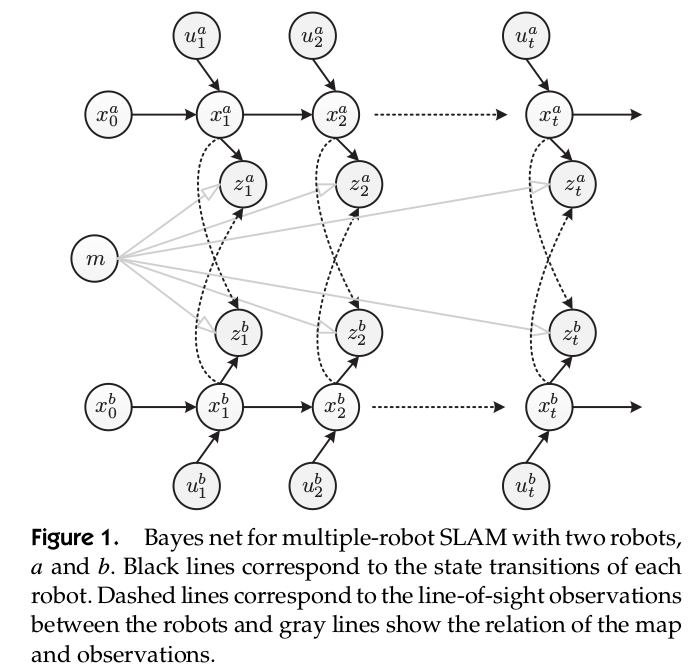 u_1^a u_2^a u_t^a
x_0^a x_1^a x_2^a x_t^a
z_1^a z_2^a z_t^a
m
z_1^b z_2^b z_t^b
x_0^b x_1^b x_2^b x_t^b
u_1^b u_2^b u_t^b
Figure 1. Bayes net for multiple-robot SLAM with two robots,
a and b. Black lines correspond to the state transitions of each
robot. Dashed lines correspond to the line-of-sight observations
between the robots and gray lines show the relation of the map
and observations.